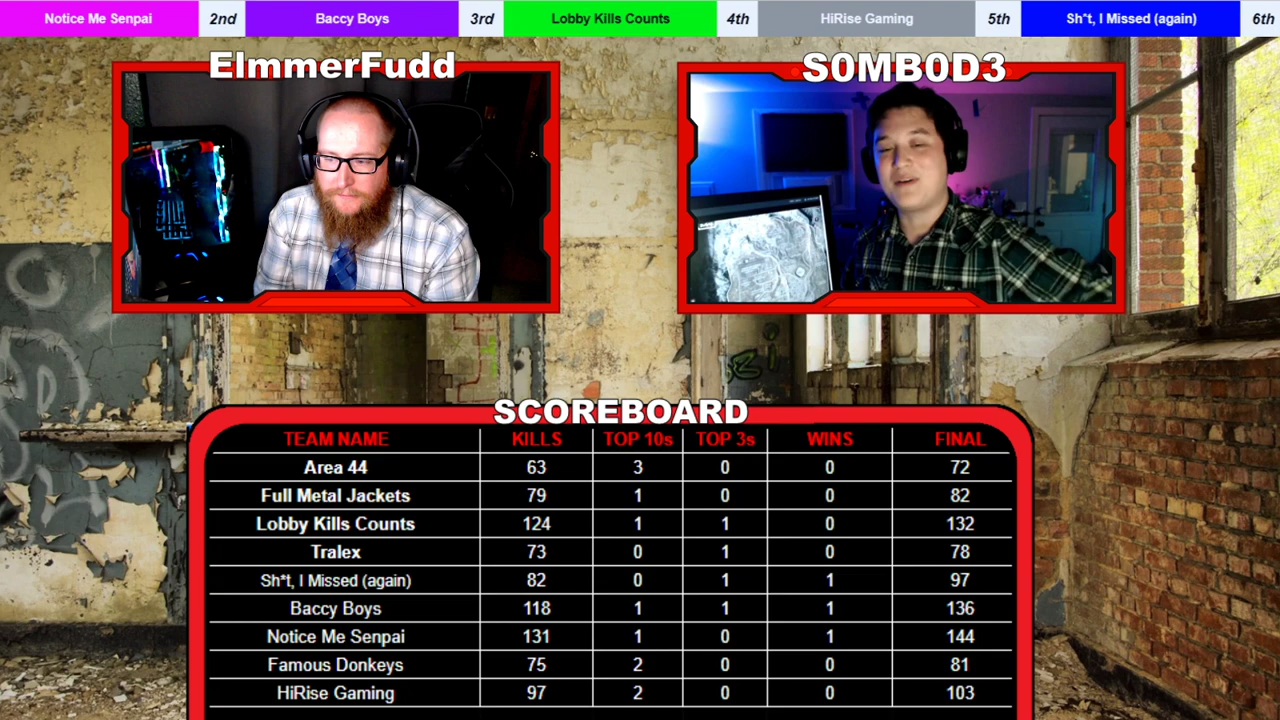 Notice Me Senpai 2nd Baccy Boys 3rd Lobby Kills Counts 4th HiRise Gaming 5th Sh*t, I Missed (again) 6th
ElmmerFudd
S0MB0D3
SCOREBOARD
TEAM NAME KILLS TOP 10s TOP 3s WINS FINAL
Area 44 63 3 0 0 72
Full Metal Jackets 79 1 0 0 82
Lobby Kills Counts 124 1 1 0 132
Tralex 73 0 1 0 78
Sh*t, I Missed (again) 82 0 1 1 97
Baccy Boys 118 1 1 1 136
Notice Me Senpai 131 1 0 1 144
Famous Donkeys 75 2 0 0 81
HiRise Gaming 97 2 0 0 103